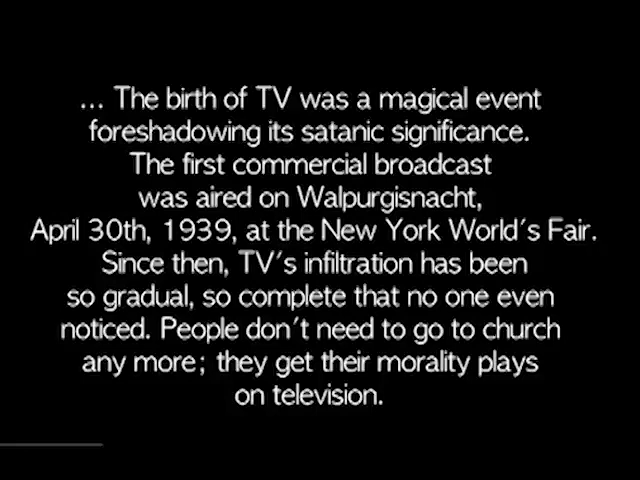 ... The birth of TV was a magical event
foreshadowing its satanic significance.
The first commercial broadcast
was aired on Walpurgisnacht,
April 30th, 1939, at the New York World's Fair.
Since then, TV's infiltration has been
so gradual, so complete that no one even
noticed. People don't need to go to church
any more; they get their morality plays
on television.